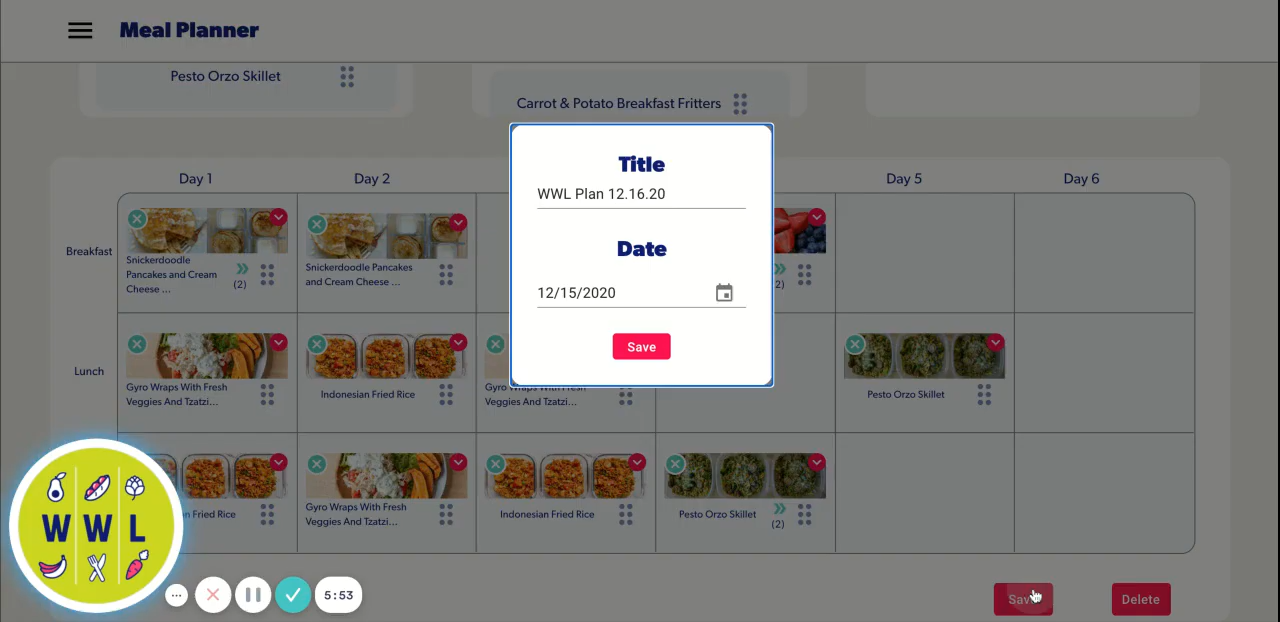 Meal Planner
Pesto Orzo Skillet
Carrot & Potato Breakfast Fritters
Title
WWL Plan 12.16.20
Date
12/15/2020
Save
Day 1
Day 2
Day 5
Day 6
Breakfast
Snickerdoodle
Pancakes and Cream
Cheese ...
(2)
Snickerdoodle Pancakes
and Cream Cheese ...
2)
Lunch
Gyro Wraps With Fresh
Veggies And Tzatzi...
Indonesian Fried Rice
Gyro Wraps With Fresh
Veggies And Tzatzi...
Pesto Orzo Skillet
n Fried Rice
Gyro Wraps With Fresh
Veggies And Tzatzi...
Indonesian Fried Rice
Pesto Orzo Skillet
(2)
WWL
5:53
Save
Delete